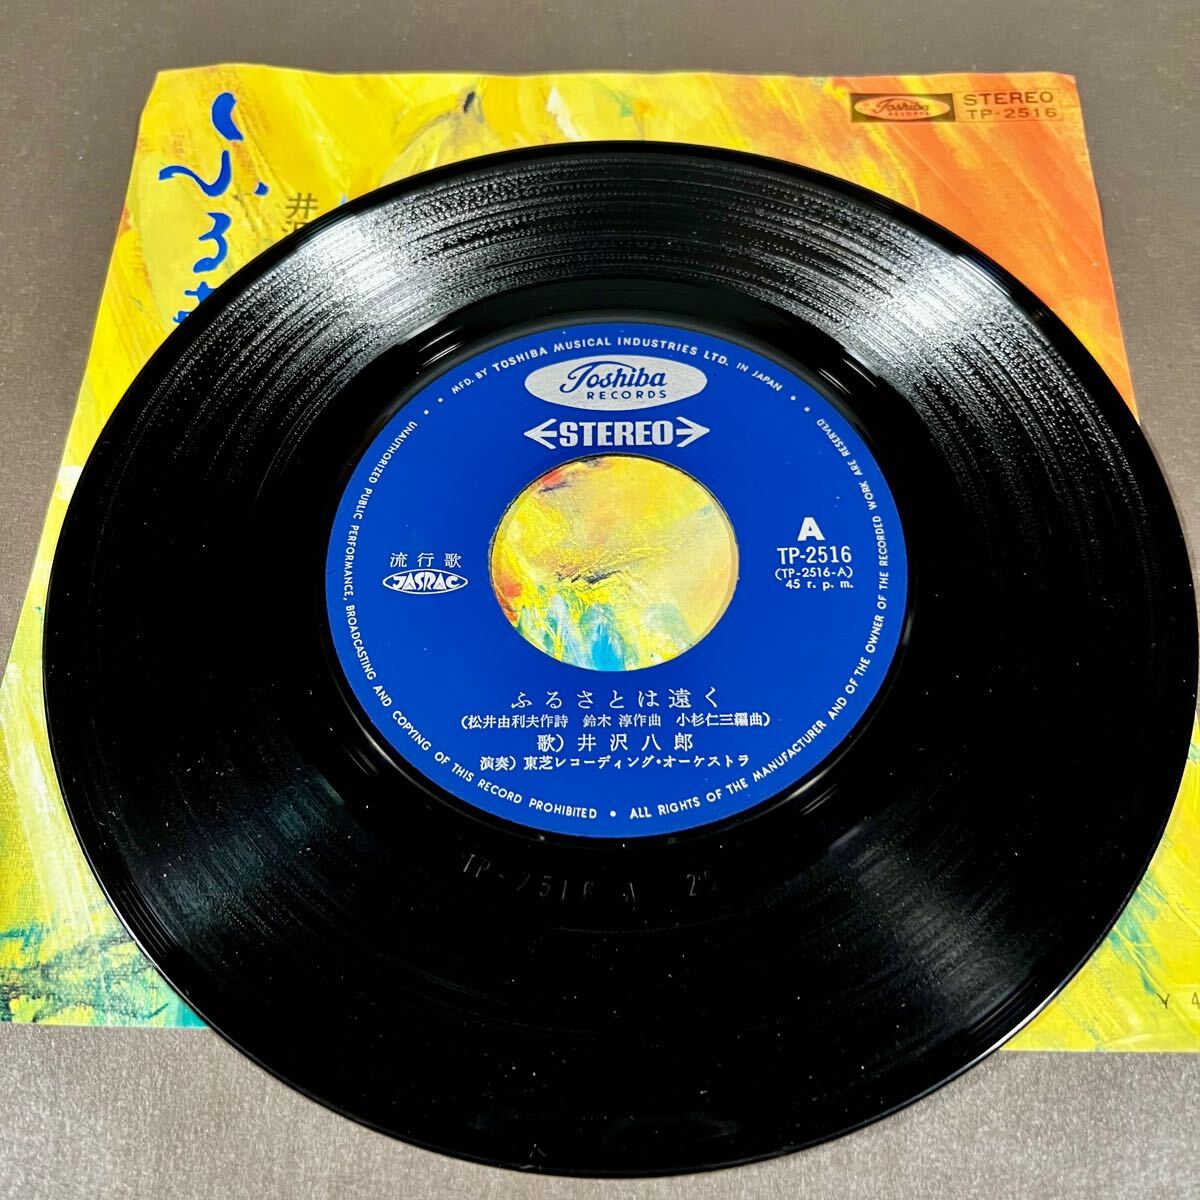 Toshiba
RECORDS
STEREO
TP-2516
井
MFD. BY TOSHIBA MUSICAL INDUSTRIES LTD. IN JAPAN
Toshiba
RECORDS
STEREO
A
TP-2516
(TP-2516-A)
45 r. p. m.
流行歌
JASRAC
ふるさとは遠く
(松井由利夫作詩 鈴木 淳作曲 小杉仁三編曲)
歌) 井沢八郎
演奏) 東芝レコーディング・オーケストラ
UNAUTHORIZED PUBLIC PERFORMANCE, BROADCASTING AND COPYING OF THIS RECORD PROHIBITED • ALL RIGHTS OF THE MANUFACTURER AND OF THE OWNER OF THE RECORDED WORK ARE RESERVED
TP-2516
¥4